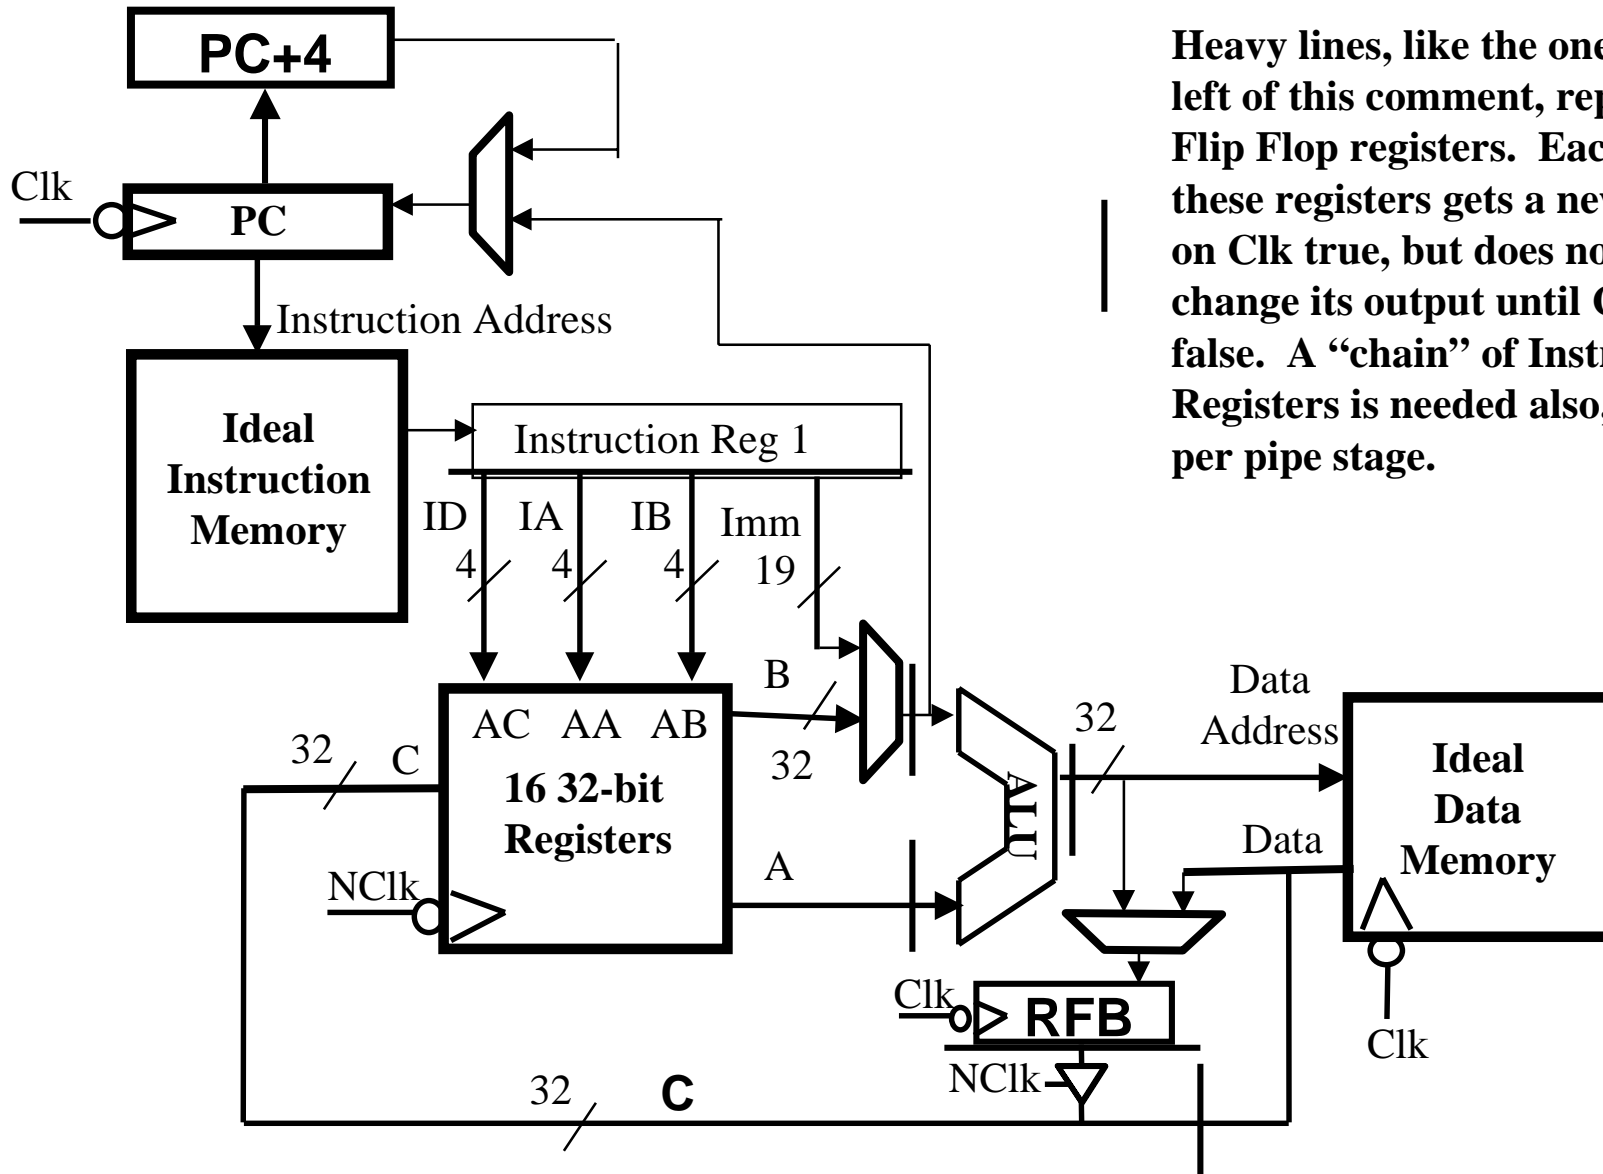 PC+4
Heavy lines, like the one
left of this comment, rep
Flip Flop registers. Eac
these registers gets a nev
on Clk true, but does no
change its output until C
false. A “chain” of Instr
Registers is needed also,
per pipe stage.
Clk
PC
Instruction Address
Ideal
Instruction
Memory
Instruction Reg 1
ID IA IB Imm
4 4 4 19
B
32
AC AA AB
16 32-bit
Registers
32 C
NClk
A
ALU
32
Data
Address
Data
Ideal
Data
Memory
Clk
RFB
Clk
NClk
32 C